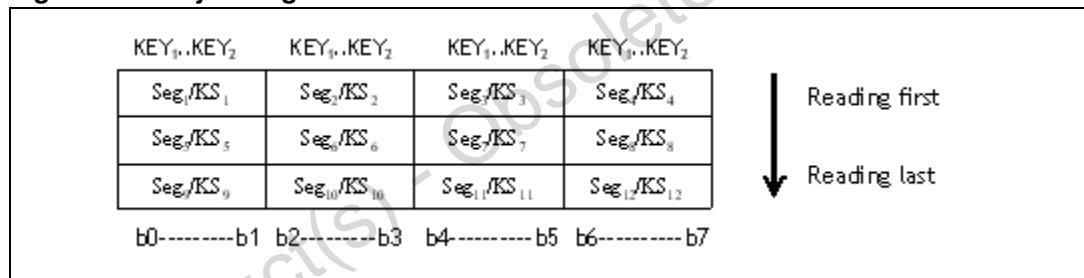 KEY₁..KEY₂ KEY₁..KEY₂ KEY₁..KEY₂ KEY₁..KEY₂
Seg₁/KS₁ Seg₂/KS₂ Seg₃/KS₃ Seg₄/KS₄ Reading first
Seg₅/KS₅ Seg₆/KS₆ Seg₇/KS₇ Seg₈/KS₈
Seg₉/KS₉ Seg₁₀/KS₁₀ Seg₁₁/KS₁₁ Seg₁₂/KS₁₂ Reading last
b0---------b1 b2---------b3 b4----------b5 b6----------b7